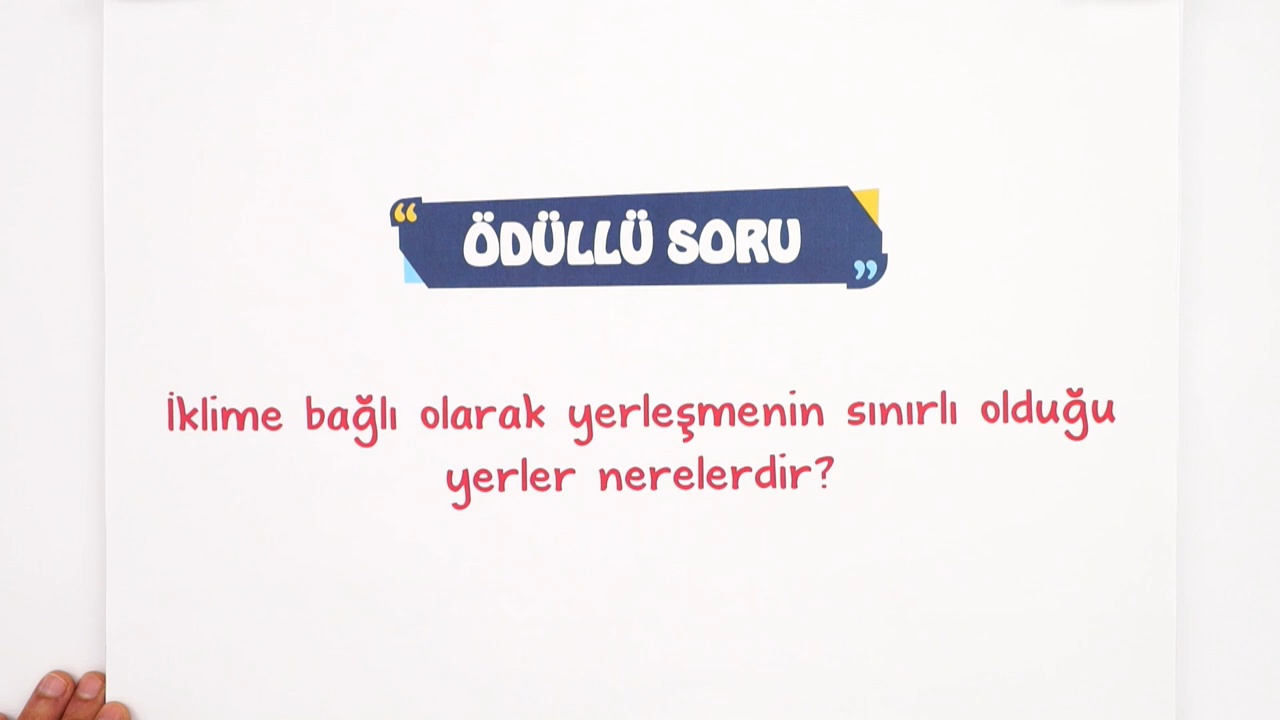 “ ÖDÜLLÜ SORU ”
İklime bağlı olarak yerleşmenin sınırlı olduğu
yerler nerelerdir?